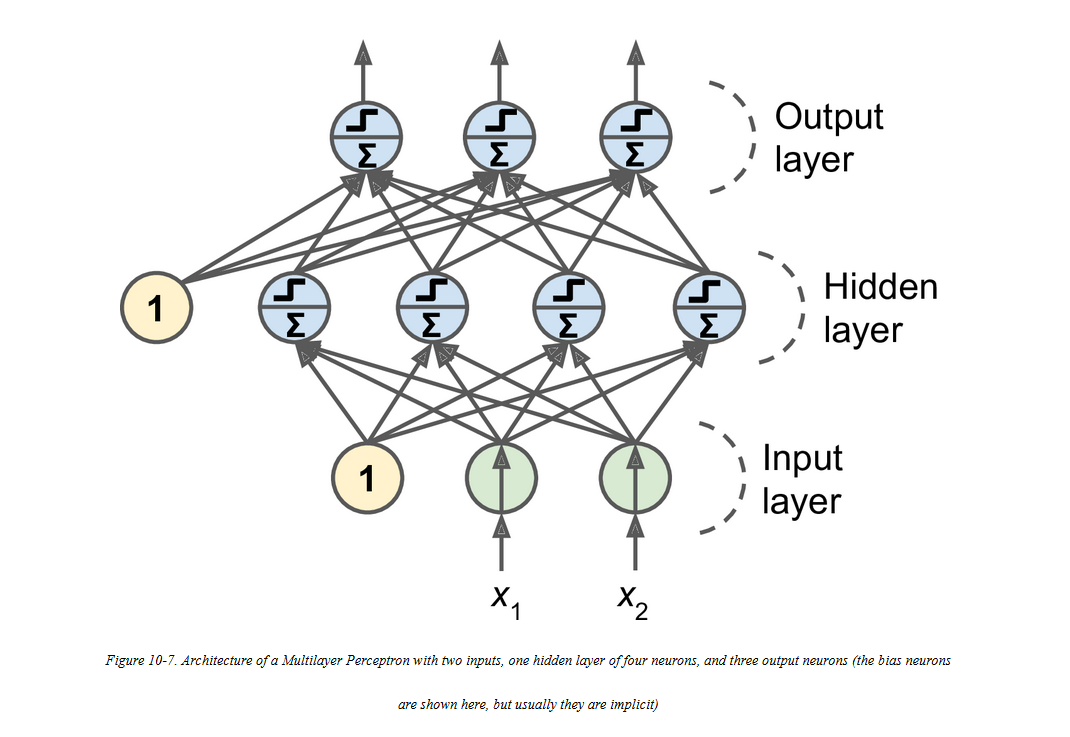 Σ Σ Σ
Output
layer
1 Σ Σ Σ Σ
Hidden
layer
1
Input
layer
x1 x2
Figure 10-7. Architecture of a Multilayer Perceptron with two inputs, one hidden layer of four neurons, and three output neurons (the bias neurons
are shown here, but usually they are implicit)